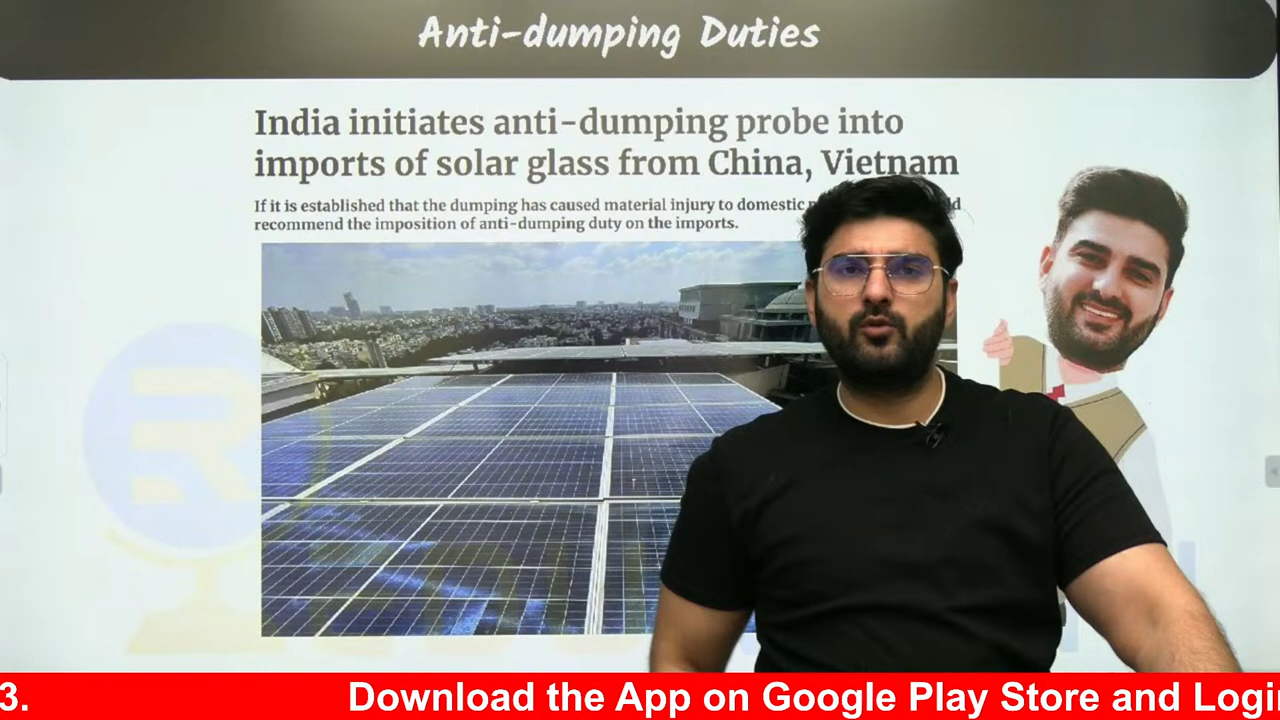 Anti-dumping Duties
India initiates anti-dumping probe into
imports of solar glass from China, Vietnam
If it is established that the dumping has caused material injury to domestic
recommend the imposition of anti-dumping duty on the imports.
3. Download the App on Google Play Store and